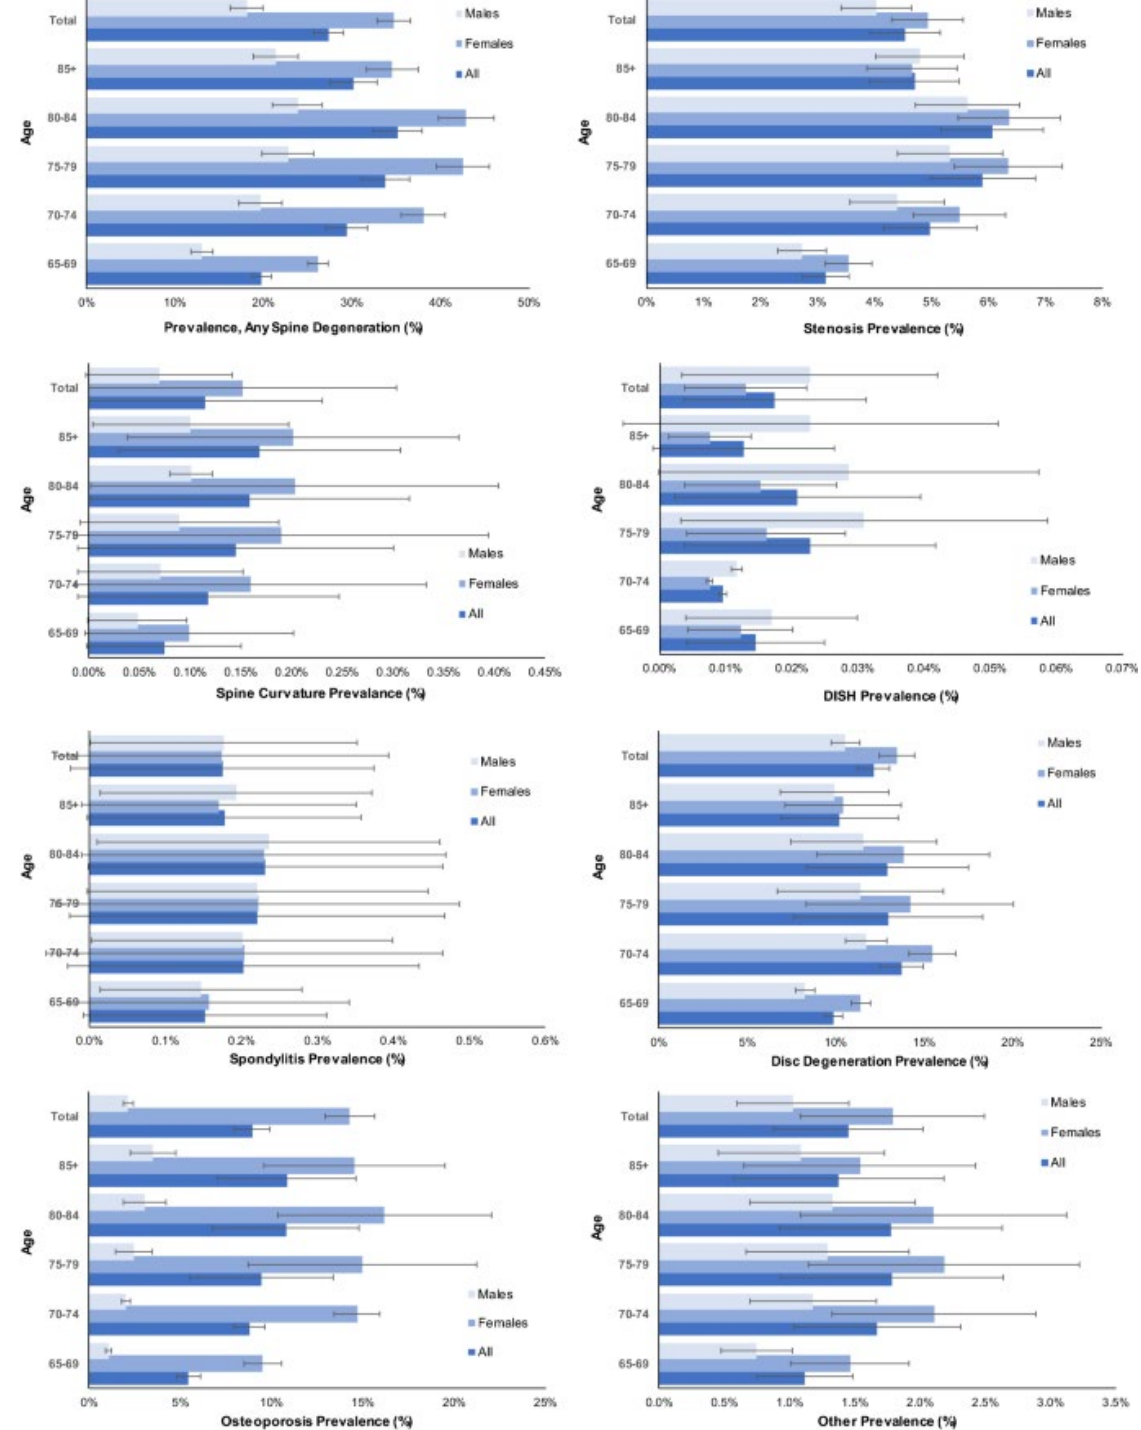 Males
Females
All
Total
85+
80-84
75-79
70-74
65-69
Age
0% 10% 20% 30% 40% 50%
Prevalence, Any Spine Degeneration (%)
Males
Females
All
Total
85+
80-84
75-79
70-74
65-69
Age
0% 1% 2% 3% 4% 5% 6% 7% 8%
Stenosis Prevalence (%)
Total
85+
80-84
75-79
70-74
65-69
Age
Males
Females
All
0.00% 0.05% 0.10% 0.15% 0.20% 0.25% 0.30% 0.35% 0.40% 0.45%
Spine Curvature Prevalance (%)
Total
85+
80-84
75-79
70-74
65-69
Age
Males
Females
All
0.00% 0.01% 0.02% 0.03% 0.04% 0.05% 0.06% 0.07%
DISH Prevalence (%)
Total
85+
80-84
75-79
70-74
65-69
Age
Males
Females
All
0.0% 0.1% 0.2% 0.3% 0.4% 0.5% 0.6%
Spondylitis Prevalence (%)
Total
85+
80-84
75-79
70-74
65-69
Age
Males
Females
All
0% 5% 10% 15% 20% 25%
Disc Degeneration Prevalence (%)
Total
85+
80-84
75-79
70-74
65-69
Age
Males
Females
All
0% 5% 10% 15% 20% 25%
Osteoporosis Prevalence (%)
Total
85+
80-84
75-79
70-74
65-69
Age
Males
Females
All
0.0% 0.5% 1.0% 1.5% 2.0% 2.5% 3.0% 3.5%
Other Prevalence (%)